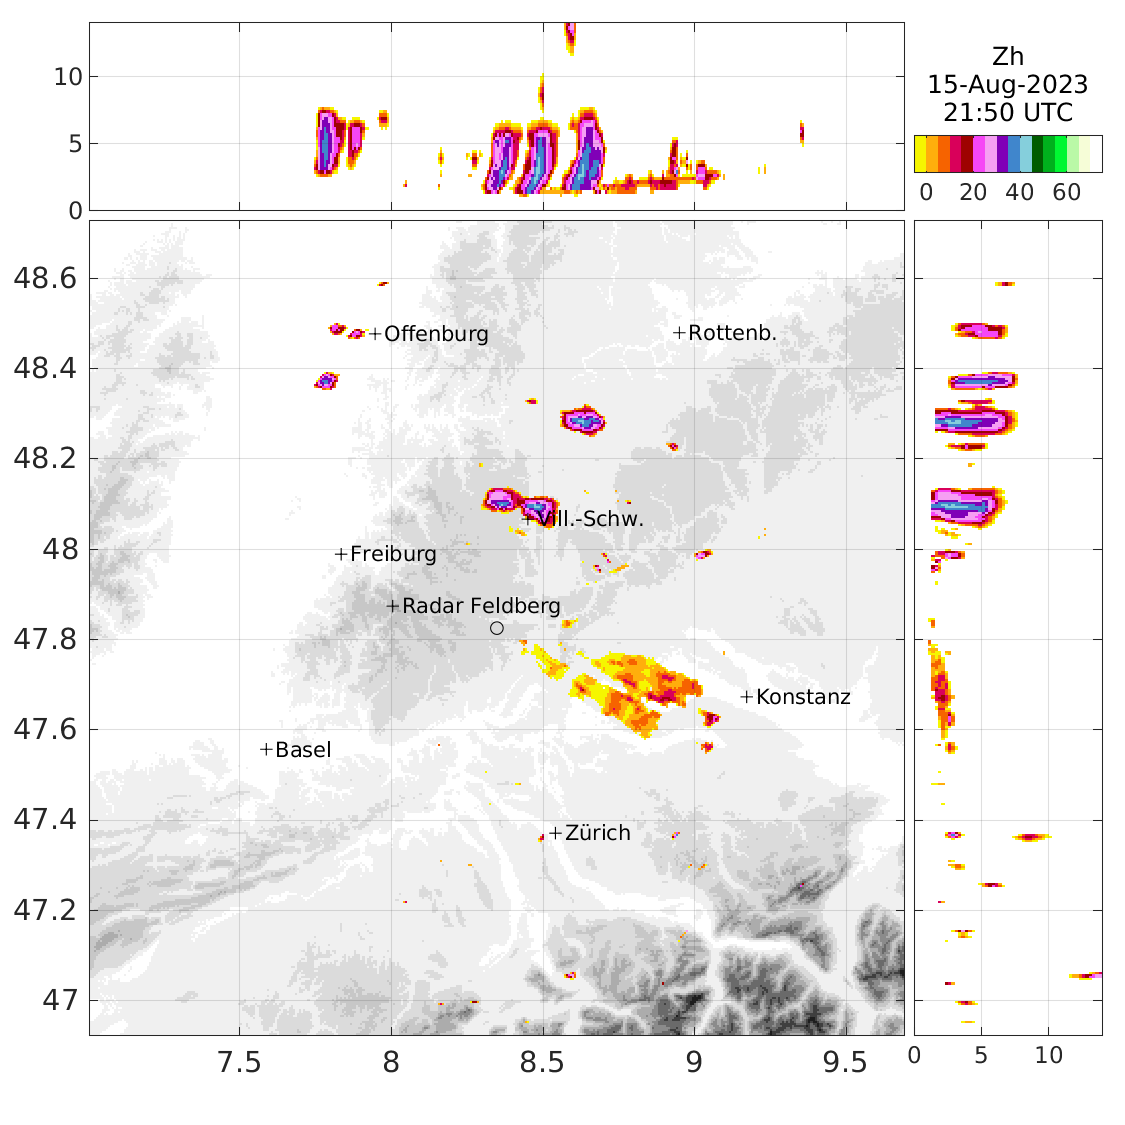 Zh
15-Aug-2023
21:50 UTC
0 20 40 60
10
5
0
48.6
48.4
48.2
48
47.8
47.6
47.4
47.2
47
+Offenburg
+Rottenb.
+Vill.-Schw.
+Freiburg
+Radar Feldberg
+Konstanz
+Basel
+Zürich
7.5 8 8.5 9 9.5
0 5 10